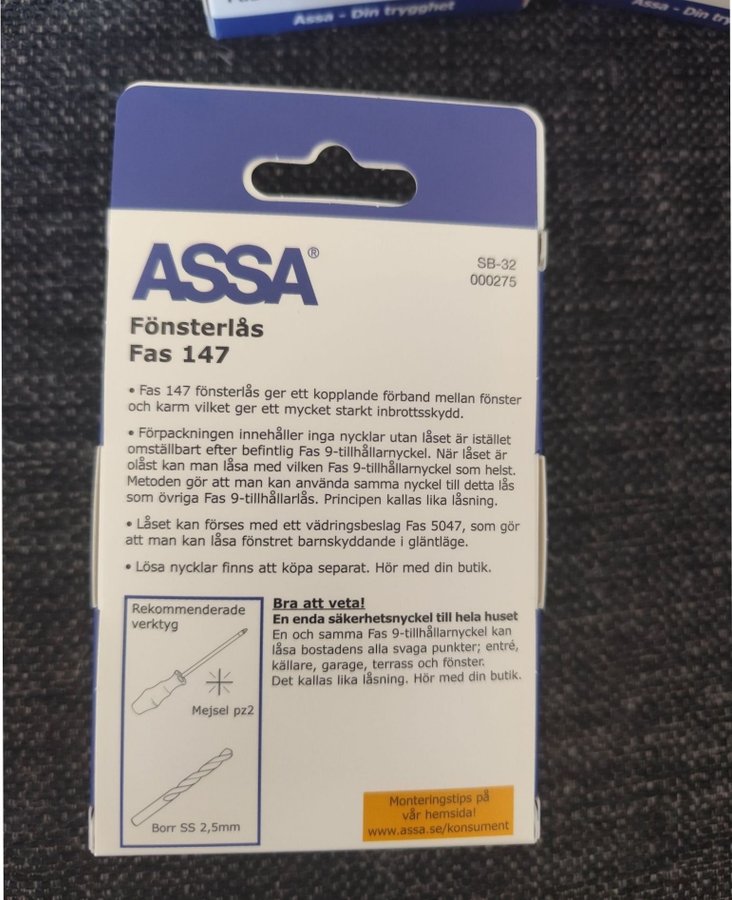 Assa - Din trygghet
Assa - Din
ASSA®
SB-32
000275
Fönsterlås
Fas 147
• Fas 147 fönsterlås ger ett kopplande förband mellan fönster
och karm vilket ger ett mycket starkt inbrottsskydd.
• Förpackningen innehåller inga nycklar utan låset är istället
omställbart efter befintlig Fas 9-tillhållarnyckel. När låset är
olåst kan man låsa med vilken Fas 9-tillhållarnyckel som helst.
Metoden gör att man kan använda samma nyckel till detta lås
som övriga Fas 9-tillhållarlås. Principen kallas lika låsning.
• Låset kan förses med ett vädringsbeslag Fas 5047, som gör
att man kan låsa fönstret barnskyddande i gläntläge.
• Lösa nycklar finns att köpa separat. Hör med din butik.
Rekommenderade
verktyg
Mejsel pz2
Borr SS 2,5mm
Bra att veta!
En enda säkerhetsnyckel till hela huset
En och samma Fas 9-tillhållarnyckel kan
låsa bostadens alla svaga punkter; entré,
källare, garage, terrass och fönster.
Det kallas lika låsning. Hör med din butik.
Monteringstips på
vår hemsida!
www.assa.se/konsument